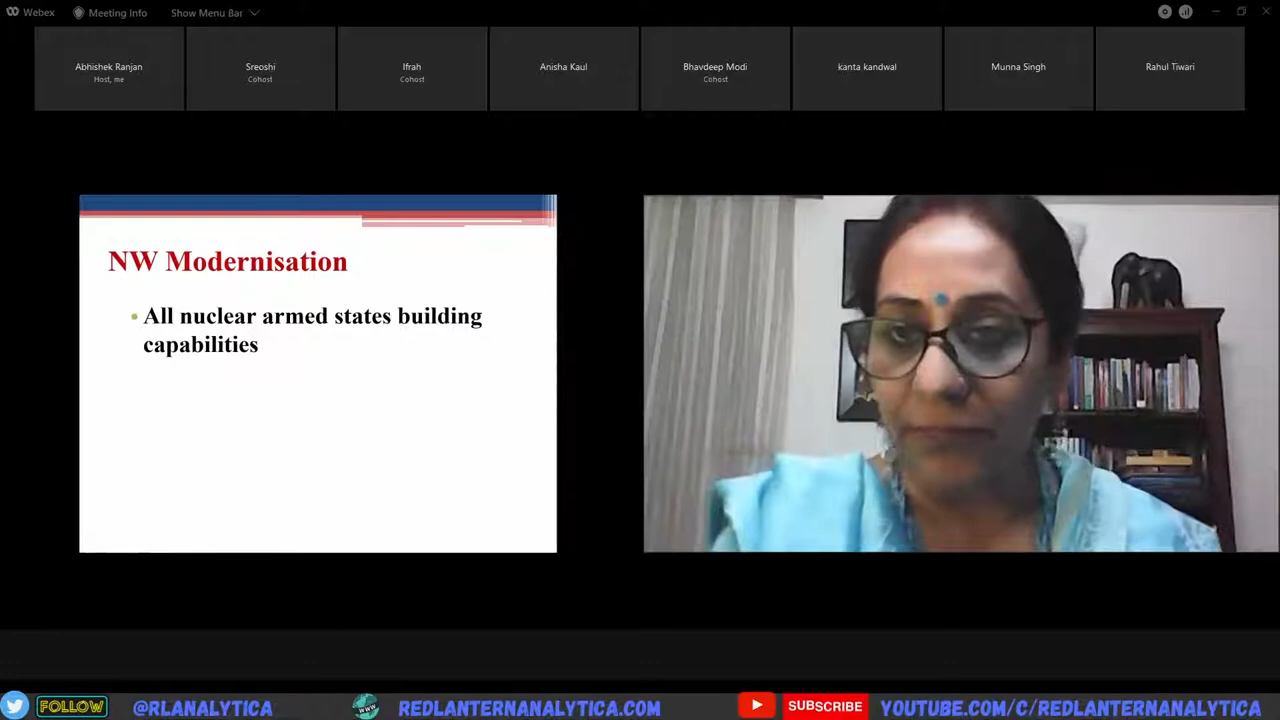 Webex
Meeting Info
Show Menu Bar
Abhishek Ranjan
Host, me
Sreoshi
Cohost
Ifrah
Cohost
Anisha Kaul
Bhavdeep Modi
Cohost
kanta kandwal
Munna Singh
Rahul Tiwari
NW Modernisation
• All nuclear armed states building
capabilities
FOLLOW
@RLANALYTICA
WWW
REDLANTERNANALYTICA.COM
SUBSCRIBE
YOUTUBE.COM/C/REDLANTERNANALYTICA